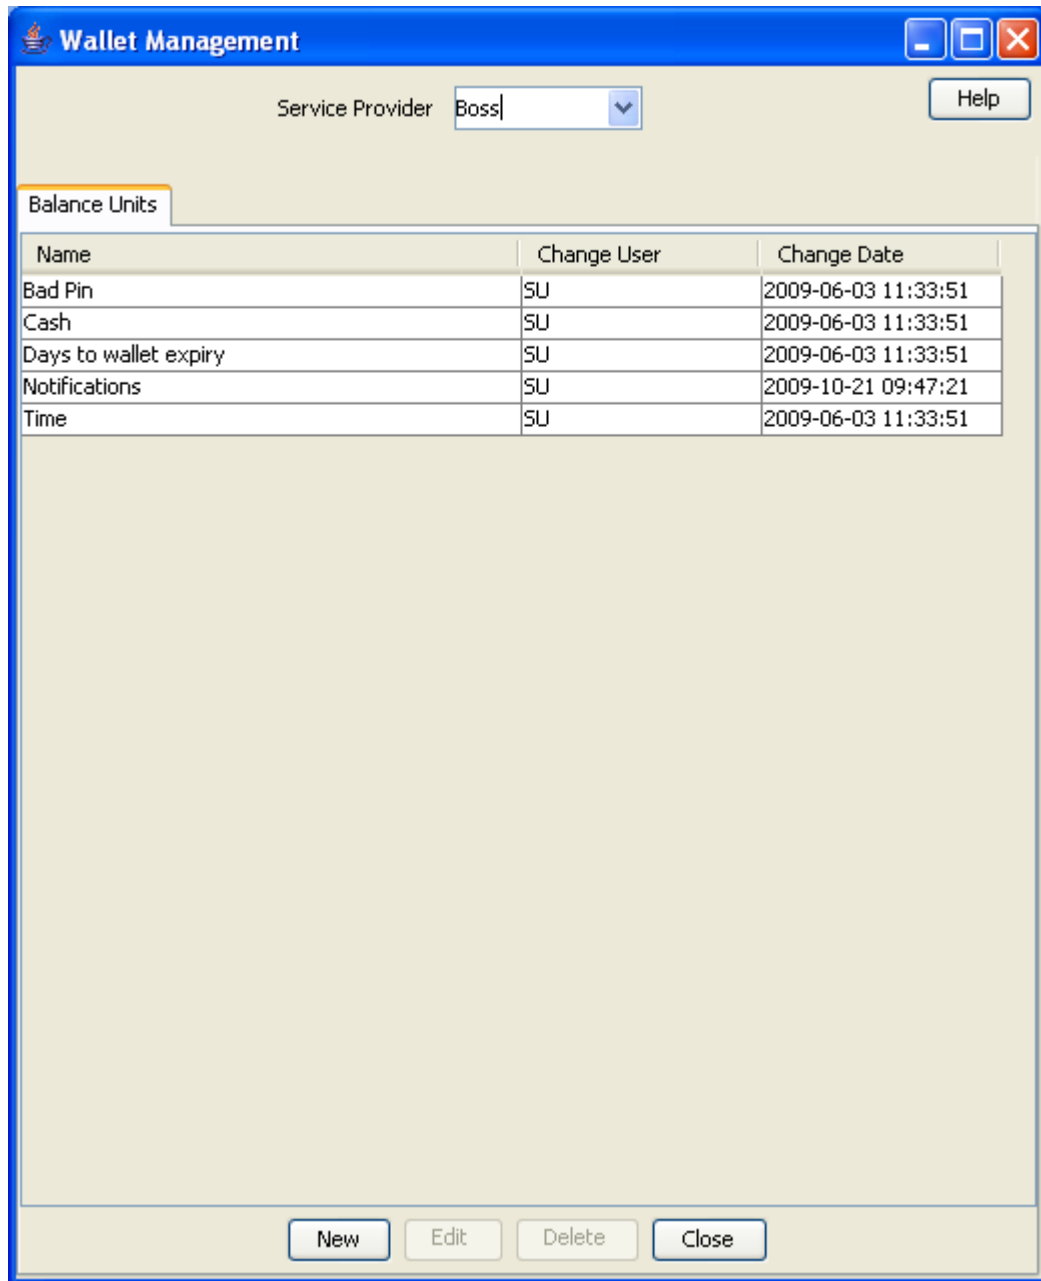 Wallet Management
Service Provider Boss Help
Balance Units
Name Change User Change Date
Bad Pin SU 2009-06-03 11:33:51
Cash SU 2009-06-03 11:33:51
Days to wallet expiry SU 2009-06-03 11:33:51
Notifications SU 2009-10-21 09:47:21
Time SU 2009-06-03 11:33:51
New Edit Delete Close